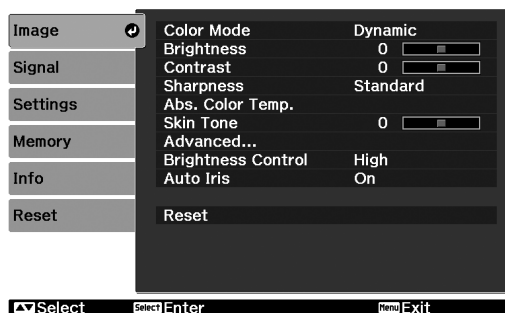 Image
Signal
Settings
Memory
Info
Reset
Color Mode Dynamic
Brightness 0
Contrast 0
Sharpness Standard
Abs. Color Temp.
Skin Tone 0
Advanced...
Brightness Control High
Auto Iris On
Reset
Select Select Enter Menu Exit